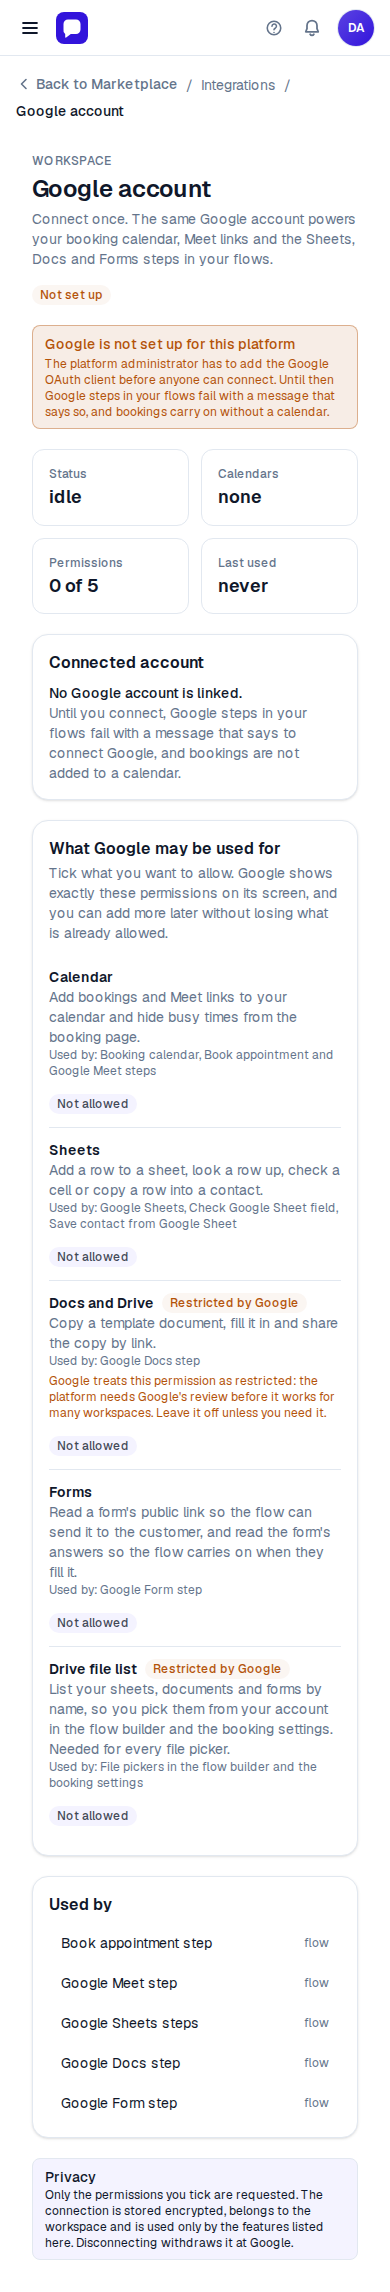 DA
Back to Marketplace / Integrations /
Google account
WORKSPACE
Google account
Connect once. The same Google account powers
your booking calendar, Meet links and the Sheets,
Docs and Forms steps in your flows.
Not set up
Google is not set up for this platform
The platform administrator has to add the Google
OAuth client before anyone can connect. Until then
Google steps in your flows fail with a message that
says so, and bookings carry on without a calendar.
Status
idle
Calendars
none
Permissions
0 of 5
Last used
never
Connected account
No Google account is linked.
Until you connect, Google steps in your
flows fail with a message that says to
connect Google, and bookings are not
added to a calendar.
What Google may be used for
Tick what you want to allow. Google shows
exactly these permissions on its screen, and
you can add more later without losing what
is already allowed.
Calendar
Add bookings and Meet links to your
calendar and hide busy times from the
booking page.
Used by: Booking calendar, Book appointment and
Google Meet steps
Not allowed
Sheets
Add a row to a sheet, look a row up, check a
cell or copy a row into a contact.
Used by: Google Sheets, Check Google Sheet field,
Save contact from Google Sheet
Not allowed
Docs and Drive Restricted by Google
Copy a template document, fill it in and share
the copy by link.
Used by: Google Docs step
Google treats this permission as restricted: the
platform needs Google's review before it works for
many workspaces. Leave it off unless you need it.
Not allowed
Forms
Read a form's public link so the flow can
send it to the customer, and read the form's
answers so the flow carries on when they
fill it.
Used by: Google Form step
Not allowed
Drive file list Restricted by Google
List your sheets, documents and forms by
name, so you pick them from your account
in the flow builder and the booking settings.
Needed for every file picker.
Used by: File pickers in the flow builder and the
booking settings
Not allowed
Used by
Book appointment step flow
Google Meet step flow
Google Sheets steps flow
Google Docs step flow
Google Form step flow
Privacy
Only the permissions you tick are requested. The
connection is stored encrypted, belongs to the
workspace and is used only by the features listed
here. Disconnecting withdraws it at Google.